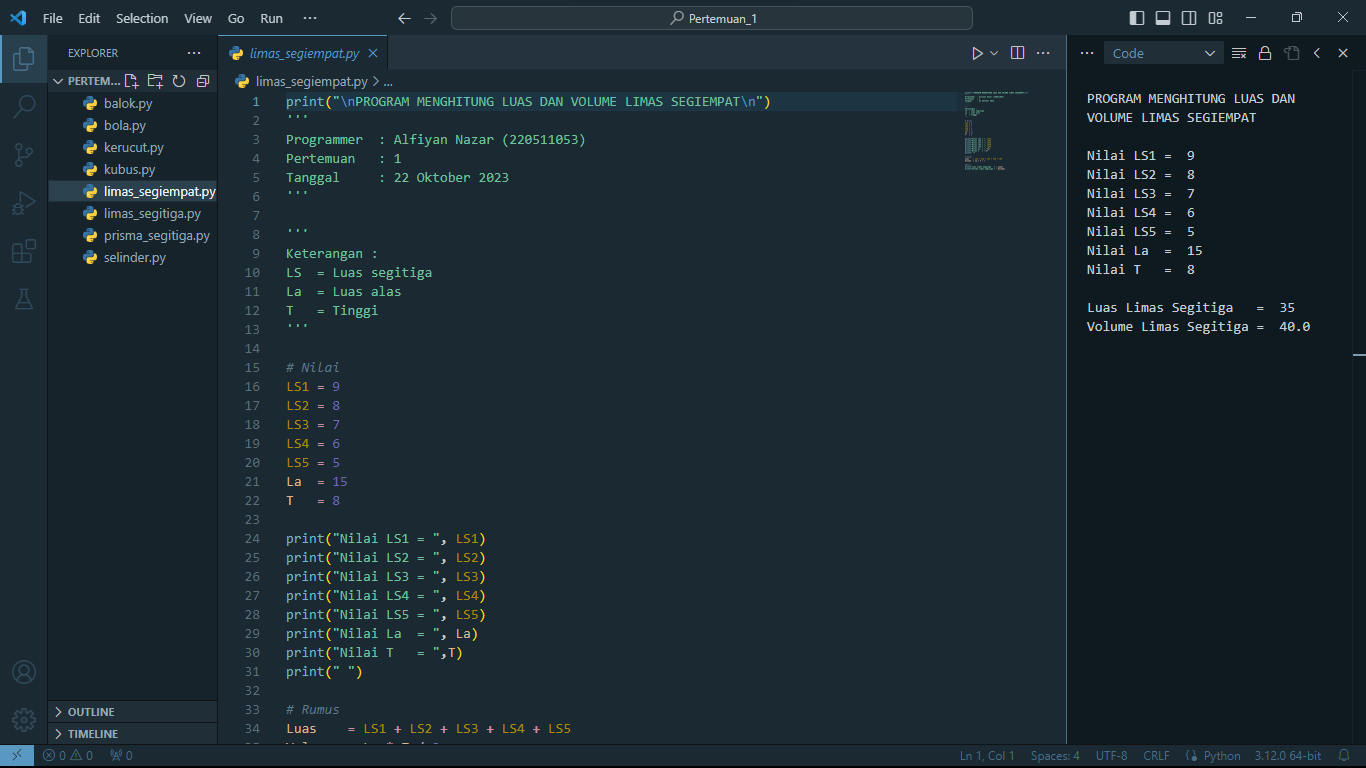 File Edit Selection View Go Run ···
Pertemuan_1
EXPLORER ···
PERTEM...
balok.py
bola.py
kerucut.py
kubus.py
limas_segiempat.py
limas_segitiga.py
prisma_segitiga.py
selinder.py
OUTLINE
TIMELINE
limas_segiempat.py
limas_segiempat.py > ...
1 print("\nPROGRAM MENGHITUNG LUAS DAN VOLUME LIMAS SEGIEMPAT\n")
2 '''
3 Programmer  : Alfiyan Nazar (220511053)
4 Pertemuan   : 1
5 Tanggal     : 22 Oktober 2023
6 '''
7
8 '''
9 Keterangan :
10 LS  = Luas segitiga
11 La  = Luas alas
12 T   = Tinggi
13 '''
14
15 # Nilai
16 LS1 = 9
17 LS2 = 8
18 LS3 = 7
19 LS4 = 6
20 LS5 = 5
21 La  = 15
22 T   = 8
23
24 print("Nilai LS1 = ", LS1)
25 print("Nilai LS2 = ", LS2)
26 print("Nilai LS3 = ", LS3)
27 print("Nilai LS4 = ", LS4)
28 print("Nilai LS5 = ", LS5)
29 print("Nilai La  = ", La)
30 print("Nilai T   = ",T)
31 print(" ")
32
33 # Rumus
34 Luas    = LS1 + LS2 + LS3 + LS4 + LS5
··· Code
PROGRAM MENGHITUNG LUAS DAN
VOLUME LIMAS SEGIEMPAT
Nilai LS1 =  9
Nilai LS2 =  8
Nilai LS3 =  7
Nilai LS4 =  6
Nilai LS5 =  5
Nilai La  =  15
Nilai T   =  8
Luas Limas Segitiga   =  35
Volume Limas Segitiga =  40.0
0 0 0
Ln 1, Col 1 Spaces: 4 UTF-8 CRLF Python 3.12.0 64-bit